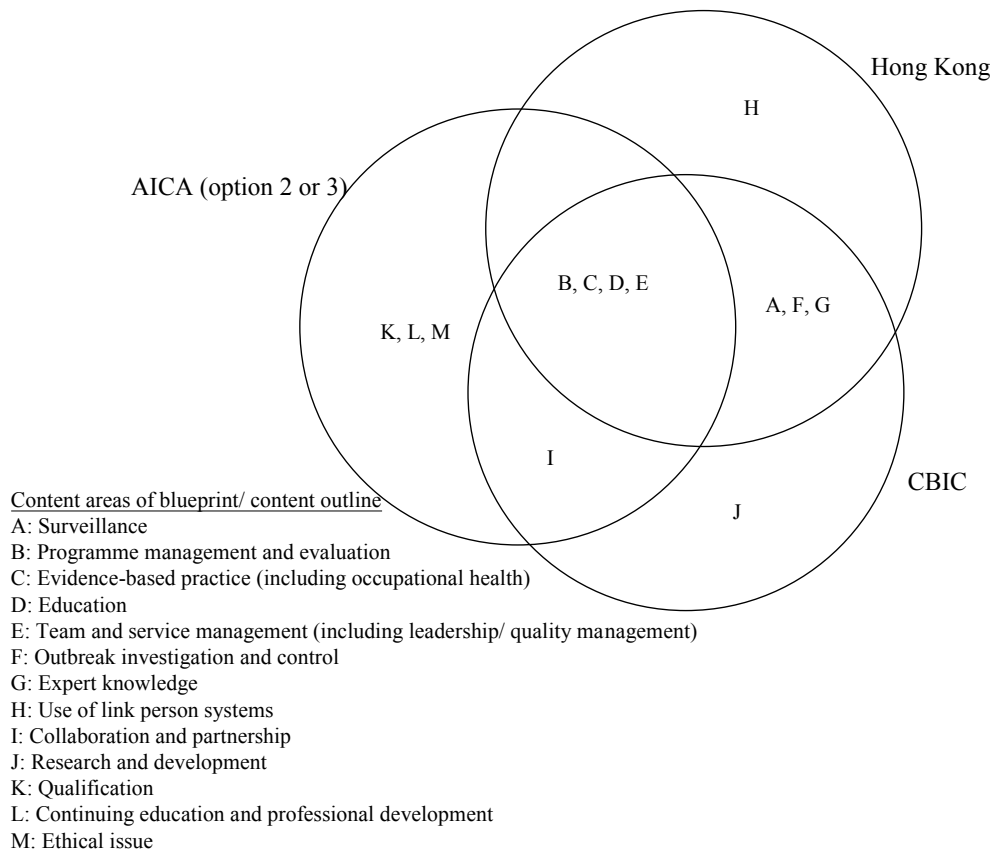 Hong Kong
H
AICA (option 2 or 3)
B, C, D, E
A, F, G
K, L, M
I
CBIC
J
Content areas of blueprint/ content outline
A: Surveillance
B: Programme management and evaluation
C: Evidence-based practice (including occupational health)
D: Education
E: Team and service management (including leadership/ quality management)
F: Outbreak investigation and control
G: Expert knowledge
H: Use of link person systems
I: Collaboration and partnership
J: Research and development
K: Qualification
L: Continuing education and professional development
M: Ethical issue